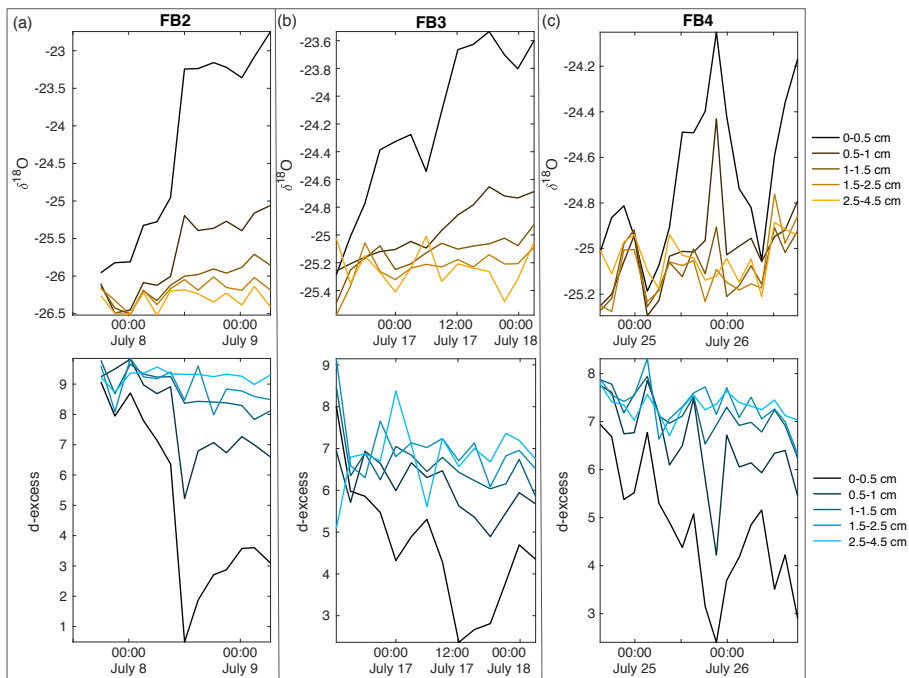 (a)
FB2
(b)
FB3
(c)
FB4
δ18O
-23
-23.5
-24
-24.5
-25
-25.5
-26
-26.5
00:00
July 8
00:00
July 9
δ18O
-23.6
-23.8
-24
-24.2
-24.4
-24.6
-24.8
-25
-25.2
-25.4
00:00
July 17
12:00
July 17
00:00
July 18
δ18O
-24.2
-24.4
-24.6
-24.8
-25
-25.2
00:00
July 25
00:00
July 26
0-0.5 cm
0.5-1 cm
1-1.5 cm
1.5-2.5 cm
2.5-4.5 cm
d-excess
9
8
7
6
5
4
3
2
1
00:00
July 8
00:00
July 9
d-excess
9
8
7
6
5
4
3
00:00
July 17
12:00
July 17
00:00
July 18
d-excess
8
7
6
5
4
3
00:00
July 25
00:00
July 26
0-0.5 cm
0.5-1 cm
1-1.5 cm
1.5-2.5 cm
2.5-4.5 cm